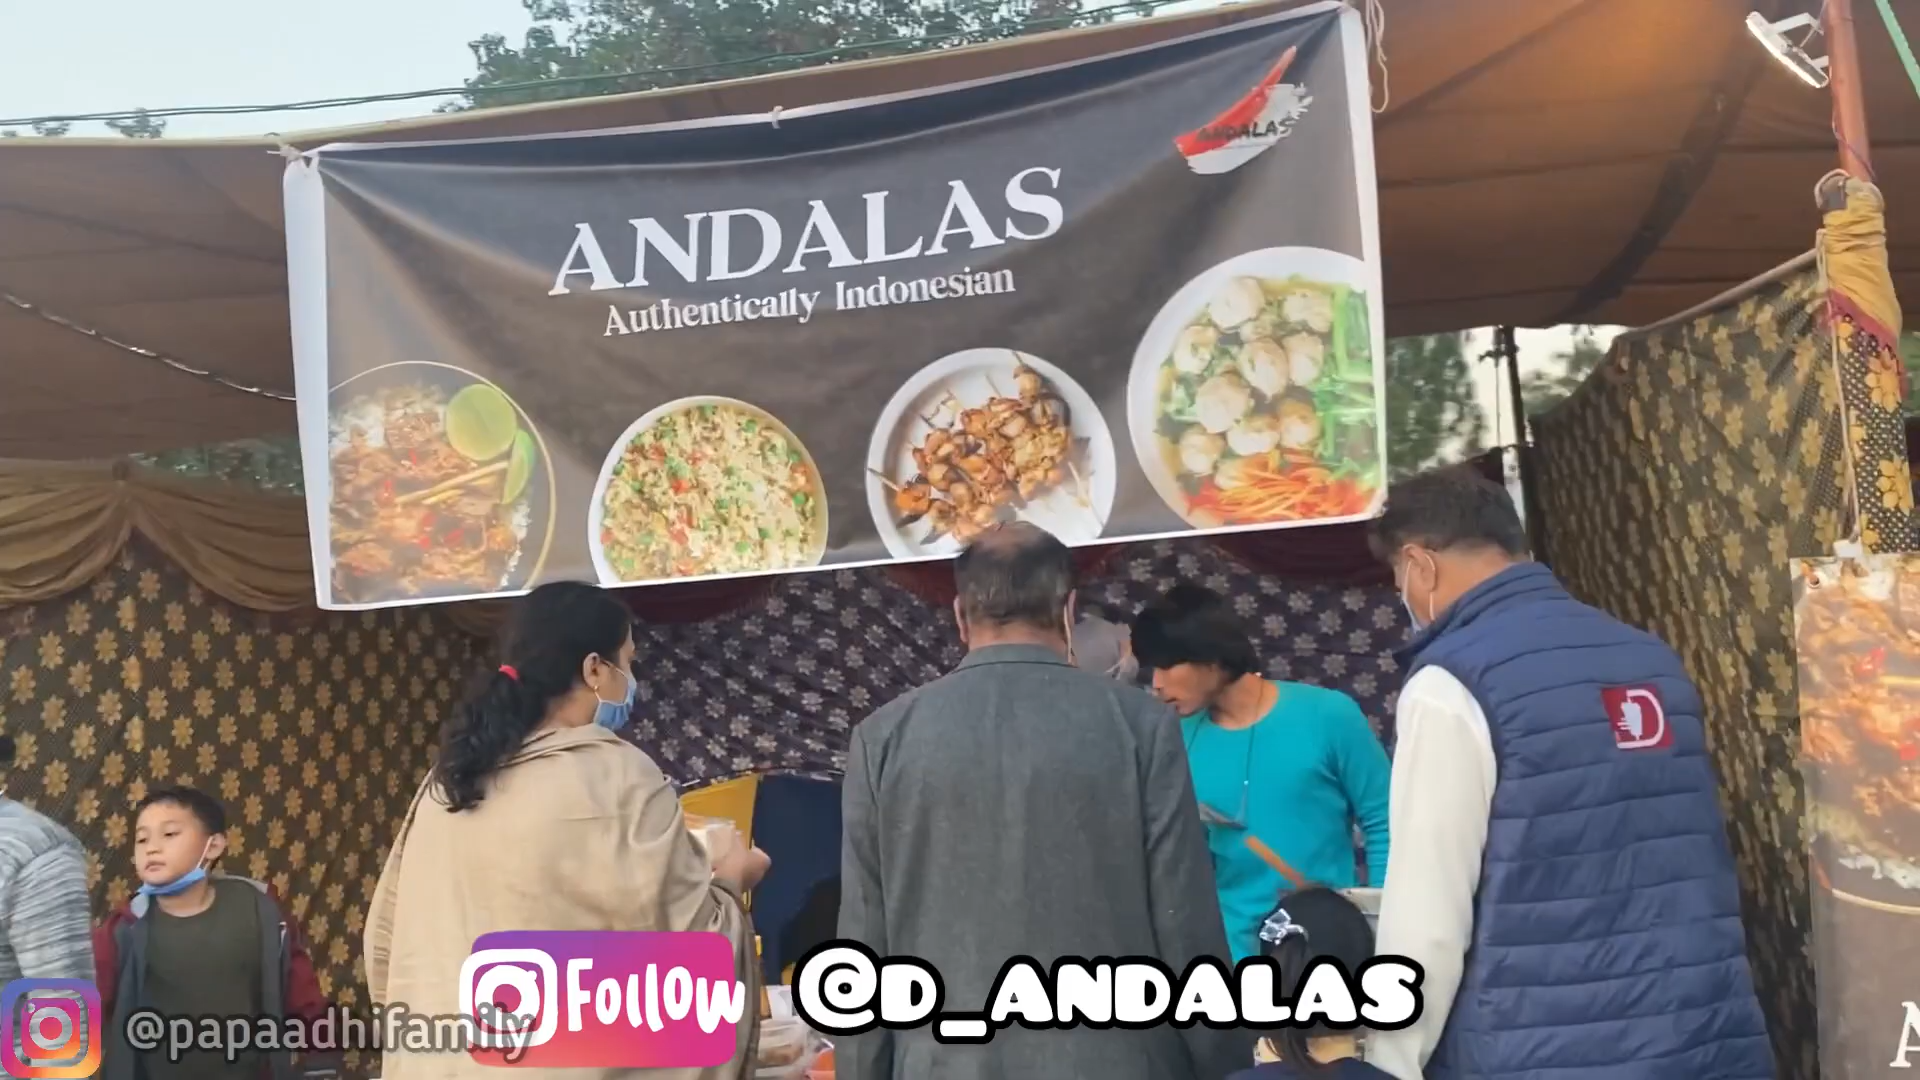 ANDALAS
ANDALAS
Authentically Indonesian
D
Follow @D_ANDALAS
@papaadhifamily
A